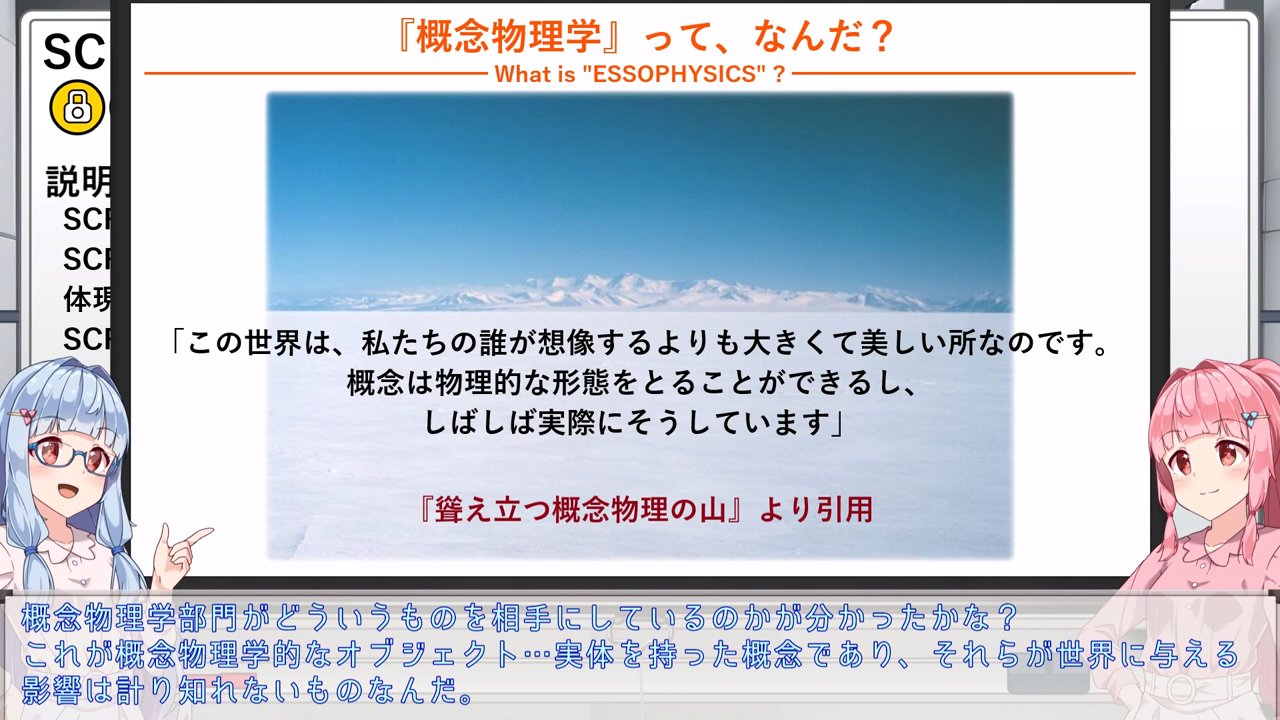 『概念物理学』って、なんだ？
What is "ESSOPHYSICS" ?
SC
説明
SCP
SCP
体現
SCP
「この世界は、私たちの誰が想像するよりも大きくて美しい所なのです。
概念は物理的な形態をとることができるし、
しばしば実際にそうしています」
『聳え立つ概念物理の山』より引用
概念物理学部門がどういうものを相手にしているのかが分かったかな？
これが概念物理学的なオブジェクト…実体を持った概念であり、それらが世界に与える
影響は計り知れないものなんだ。